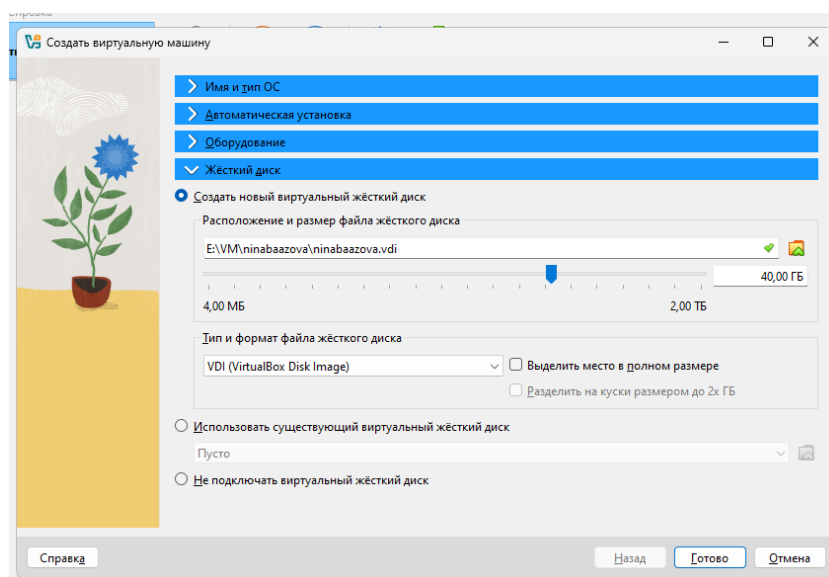 Справка
Создать виртуальную машину
Имя и тип ОС
Автоматическая установка
Оборудование
Жёсткий диск
Создать новый виртуальный жёсткий диск
Расположение и размер файла жёсткого диска
E:\VM\ninabaazova\ninabaazova.vdi
40,00 ГБ
4,00 МБ 2,00 ТБ
Тип и формат файла жёсткого диска
VDI (VirtualBox Disk Image) Выделить место в полном размере
Разделить на куски размером до 2х ГБ
Использовать существующий виртуальный жёсткий диск
Пусто
Не подключать виртуальный жёсткий диск
Справка Назад Готово Отмена